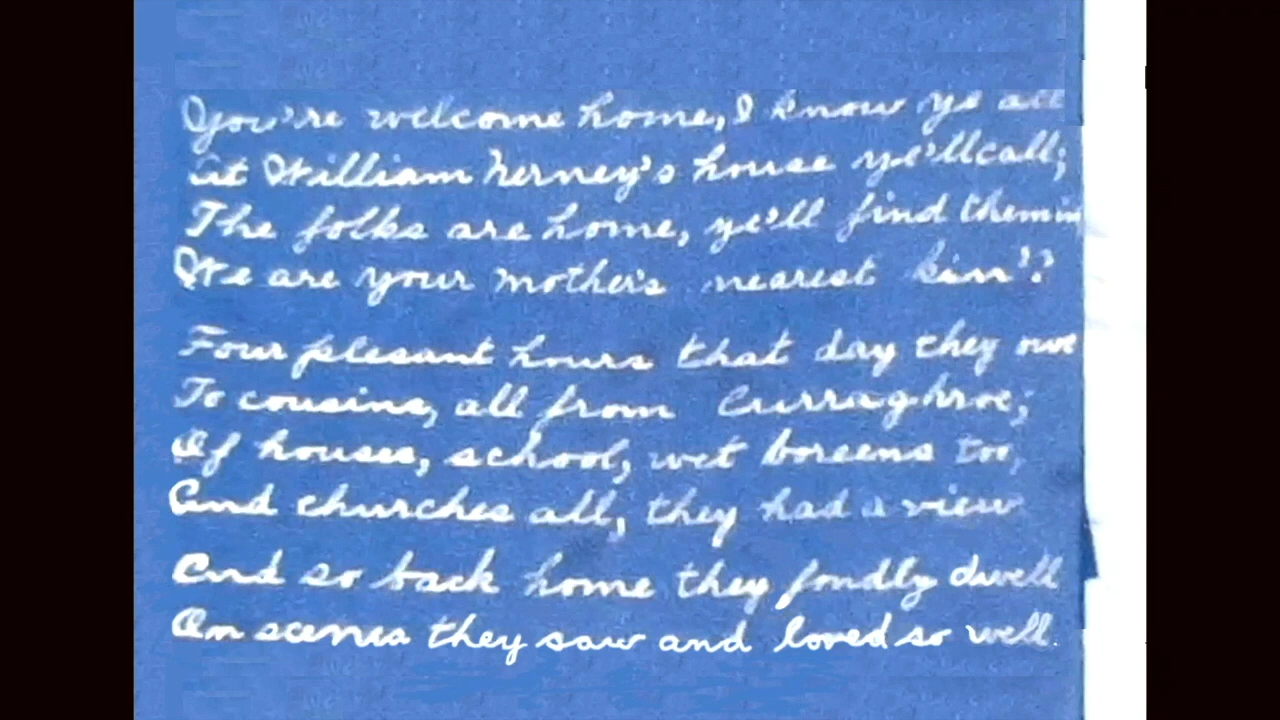 You're welcome home, I know ye all
At William Nerney's house ye'll call;
The folks are home, ye'll find them in
We are your mother's nearest kin"?
Four plesant hours that day they owe
To cousins, all from Curraghroe;
Of houses, school, wet boreens too,
And churches all, they had a view
And so back home they fondly dwell
On scenes they saw and loved so well.